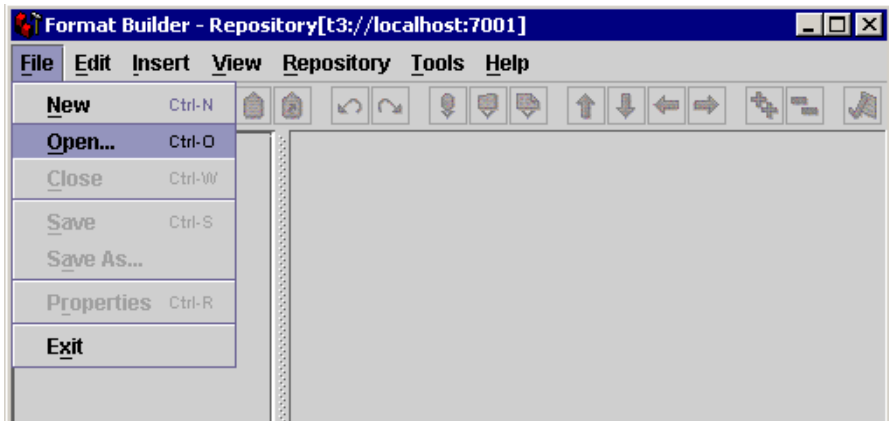 Format Builder - Repository[t3://localhost:7001]
File Edit Insert View Repository Tools Help
New Ctrl-N
Open... Ctrl-O
Close Ctrl-W
Save Ctrl-S
Save As...
Properties Ctrl-R
Exit